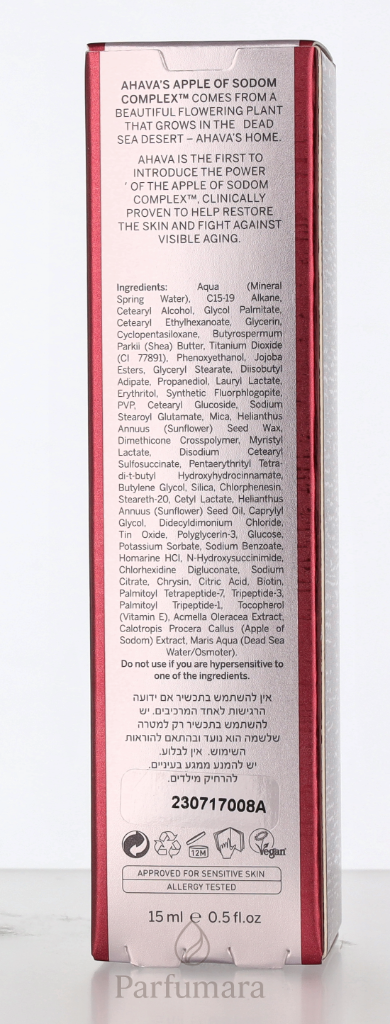 AHAVA'S APPLE OF SODOM
COMPLEX™ COMES FROM A
BEAUTIFUL FLOWERING PLANT
THAT GROWS IN THE DEAD
SEA DESERT – AHAVA'S HOME.
AHAVA IS THE FIRST TO
INTRODUCE THE POWER
' OF THE APPLE OF SODOM
COMPLEX™, CLINICALLY
PROVEN TO HELP RESTORE
THE SKIN AND FIGHT AGAINST
VISIBLE AGING.
Ingredients: Aqua (Mineral
Spring Water), C15-19 Alkane,
Cetearyl Alcohol, Glycol Palmitate,
Cetearyl Ethylhexanoate, Glycerin,
Cyclopentasiloxane, Butyrospermum
Parkii (Shea) Butter, Titanium Dioxide
(CI 77891), Phenoxyethanol, Jojoba
Esters, Glyceryl Stearate, Diisobutyl
Adipate, Propanediol, Lauryl Lactate,
Erythritol, Synthetic Fluorphlogopite,
PVP, Cetearyl Glucoside, Sodium
Stearoyl Glutamate, Mica, Helianthus
Annuus (Sunflower) Seed Wax,
Dimethicone Crosspolymer, Myristyl
Lactate, Disodium Cetearyl
Sulfosuccinate, Pentaerythrityl Tetra-
di-t-butyl Hydroxyhydrocinnamate,
Butylene Glycol, Silica, Chlorphenesin,
Steareth-20, Cetyl Lactate, Helianthus
Annuus (Sunflower) Seed Oil, Caprylyl
Glycol, Didecyldimonium Chloride,
Tin Oxide, Polyglycerin-3, Glucose,
Potassium Sorbate, Sodium Benzoate,
Homarine HCl, N-Hydroxysuccinimide,
Chlorhexidine Digluconate, Sodium
Citrate, Chrysin, Citric Acid, Biotin,
Palmitoyl Tetrapeptide-7, Tripeptide-3,
Palmitoyl Tripeptide-1, Tocopherol
(Vitamin E), Acmella Oleracea Extract,
Calotropis Procera Callus (Apple of
Sodom) Extract, Maris Aqua (Dead Sea
Water/Osmoter).
Do not use if you are hypersensitive to
one of the ingredients.
אין להשתמש בתכשיר אם ידועה
הרגישות לאחד המרכיבים. יש
להשתמש בתכשיר רק למטרה
שלשמה הוא נועד ובהתאם להוראות
השימוש. אין לבלוע.
יש להמנע ממגע בעיניים.
להרחיק מילדים.
230717008A
12M
Vegan
APPROVED FOR SENSITIVE SKIN
ALLERGY TESTED
15 ml ℮ 0.5 fl.oz
Parfumara